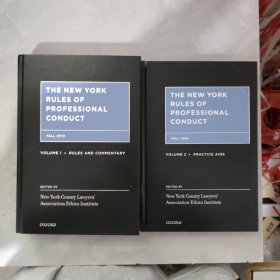 THE NEW YORK
RULES OF
PROFESSIONAL
CONDUCT
FALL 2010
VOLUME 1 • RULES AND COMMENTARY
EDITED BY
New York County Lawyers'
Association Ethics Institute
OXFORD
THE NEW YORK
RULES OF
PROFESSIONAL
CONDUCT
FALL 2010
VOLUME 2 • PRACTICE AIDS
EDITED BY
New York County Lawyers'
Association Ethics Institute
OXFORD